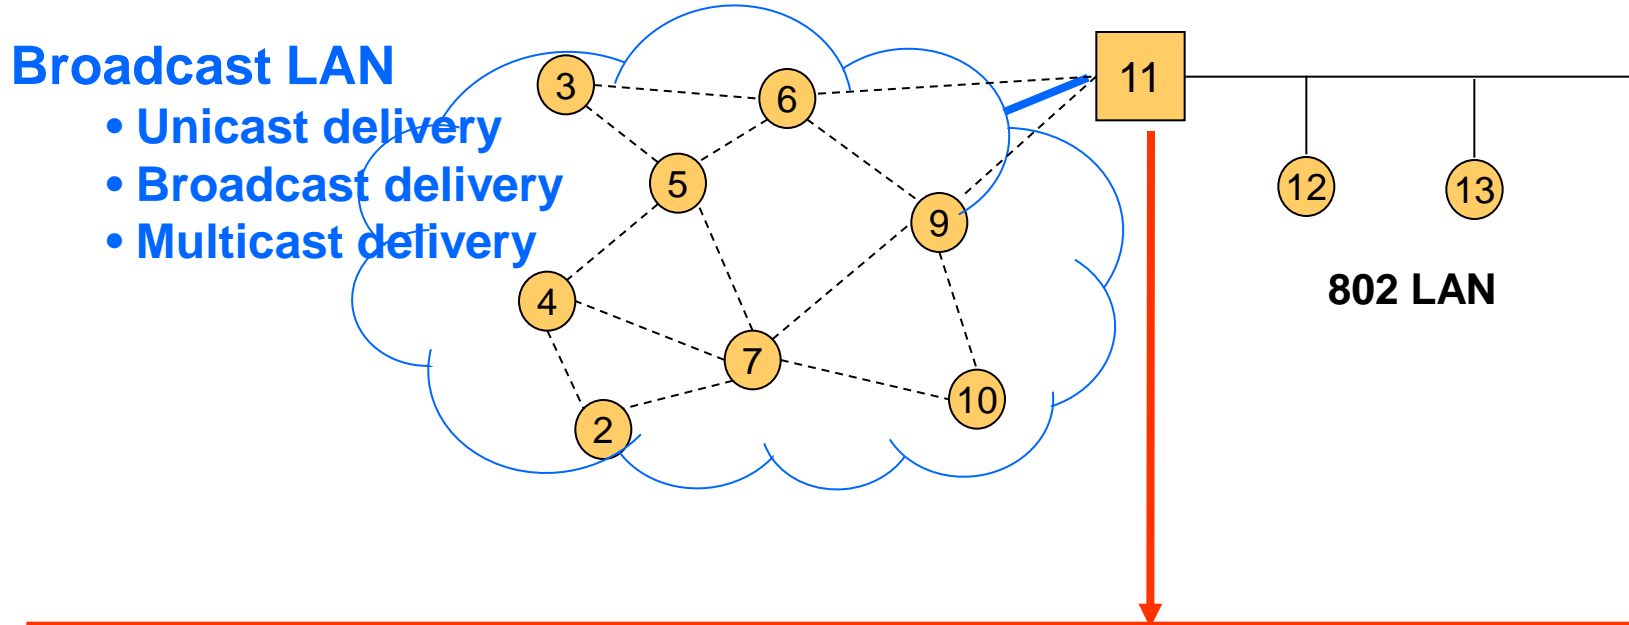 Broadcast LAN
• Unicast delivery
• Broadcast delivery
• Multicast delivery
3
6
11
5
12
13
9
4
802 LAN
7
10
2